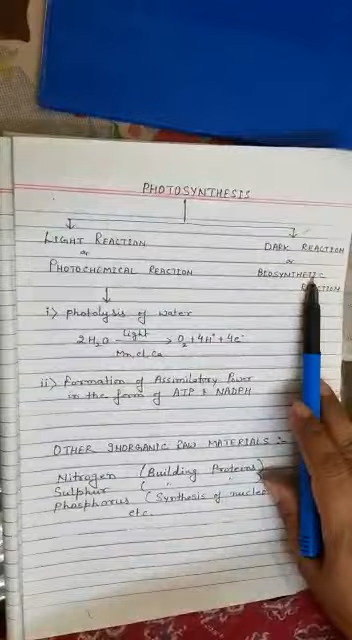 PHOTOSYNTHESIS
LIGHT REACTION
or
PHOTOCHEMICAL REACTION
DARK REACTION
or
BIOSYNTHETIC
REACTION
i) photolysis of water
2H₂O Light → O₂ + 4H⁺ + 4e⁻
Mn, Cl, Ca
ii) Formation of Assimilatory Power
in the form of ATP & NADPH
OTHER INORGANIC RAW MATERIALS :-
Nitrogen (Building Proteins)
Sulphur ( " " )
Phosphorus (Synthesis of
etc.